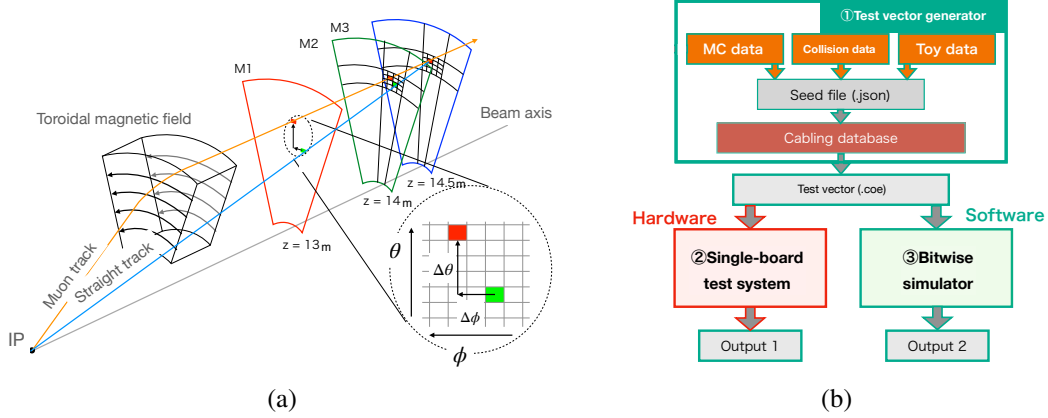 M3
M2
M1
Toroidal magnetic field
Beam axis
z = 14.5m
z = 14m
z = 13m
Muon track
Straight track
IP
θ
Δθ
Δϕ
ϕ
(a)
①Test vector generator
MC data
Collision data
Toy data
Seed file (.json)
Cabling database
Test vector (.coe)
Hardware
Software
②Single-board
test system
③Bitwise
simulator
Output 1
Output 2
(b)